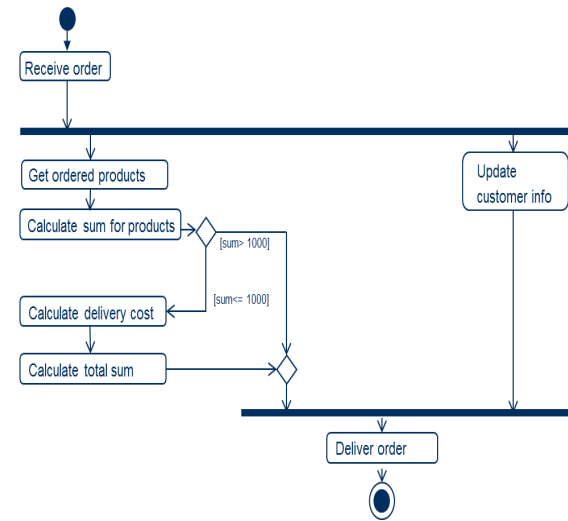 Receive order
Get ordered products
Update
customer info
Calculate sum for products
[sum> 1000]
[sum<= 1000]
Calculate delivery cost
Calculate total sum
Deliver order